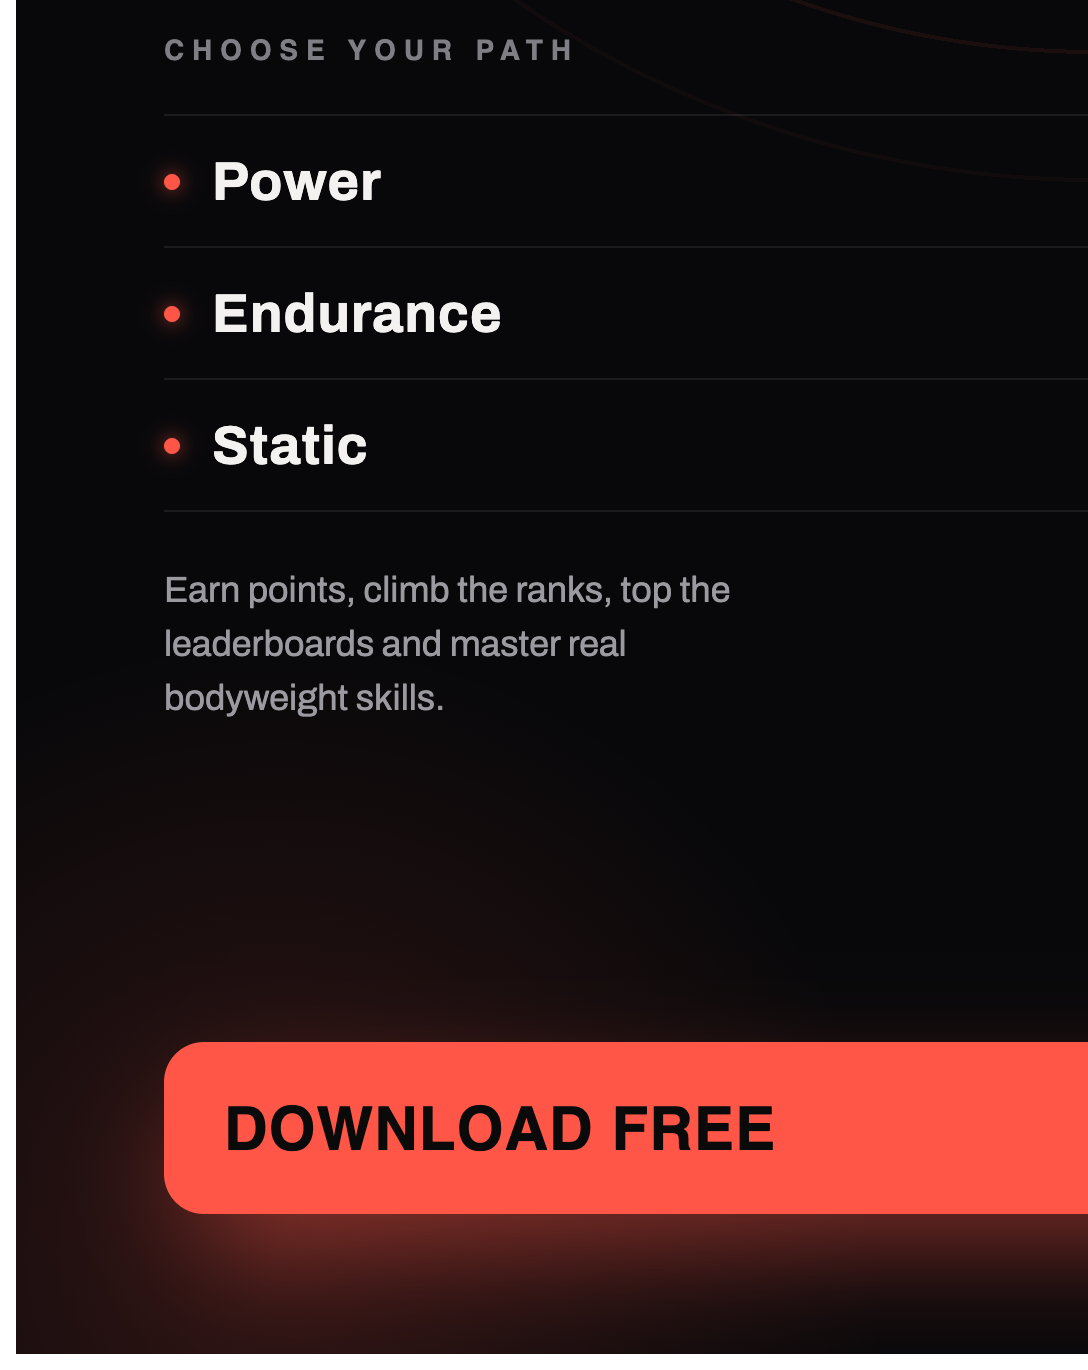 CHOOSE YOUR PATH
Power
Endurance
Static
Earn points, climb the ranks, top the
leaderboards and master real
bodyweight skills.
DOWNLOAD FREE